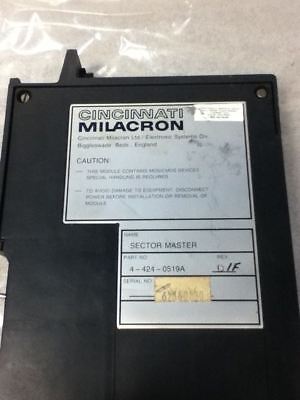 CINCINNATI
MILACRON
Cincinnati Milacron Ltd / Electronic Systems Div.
Biggleswade, Beds., England
CAUTION:
— THIS MODULE CONTAINS MOS/CMOS DEVICES
SPECIAL HANDLING IS REQUIRED
— TO AVOID DAMAGE TO EQUIPMENT, DISCONNECT
POWER BEFORE INSTALLATION OR REMOVAL OF
MODULE
NAME
SECTOR MASTER
PART NO REV.
4-424-0519A
SERIAL NO